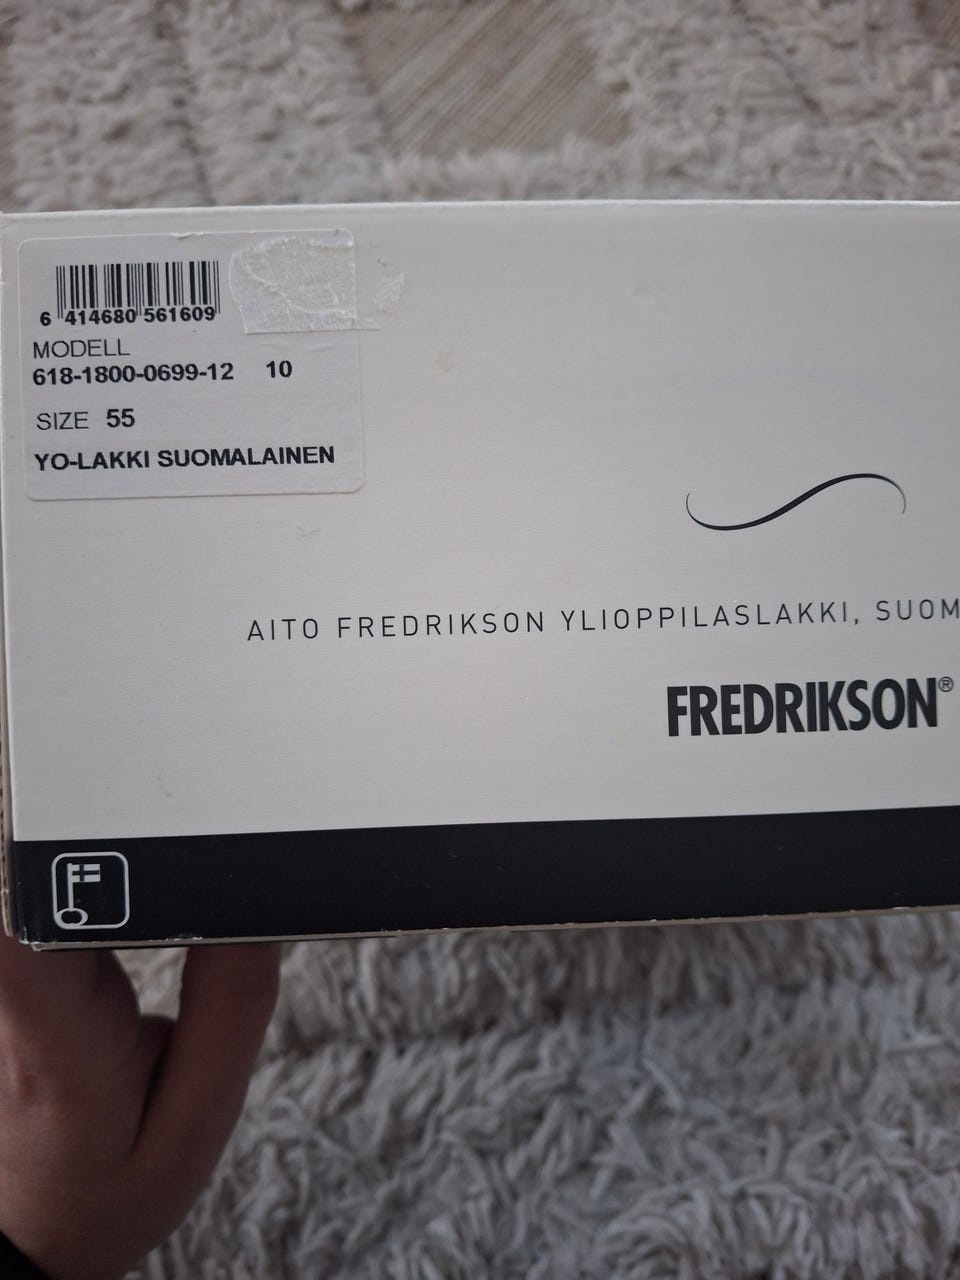 6 414680 561609
MODELL
618-1800-0699-12 10
SIZE 55
YO-LAKKI SUOMALAINEN
AITO FREDRIKSON YLIOPPILASLAKKI, SUOM
FREDRIKSON®